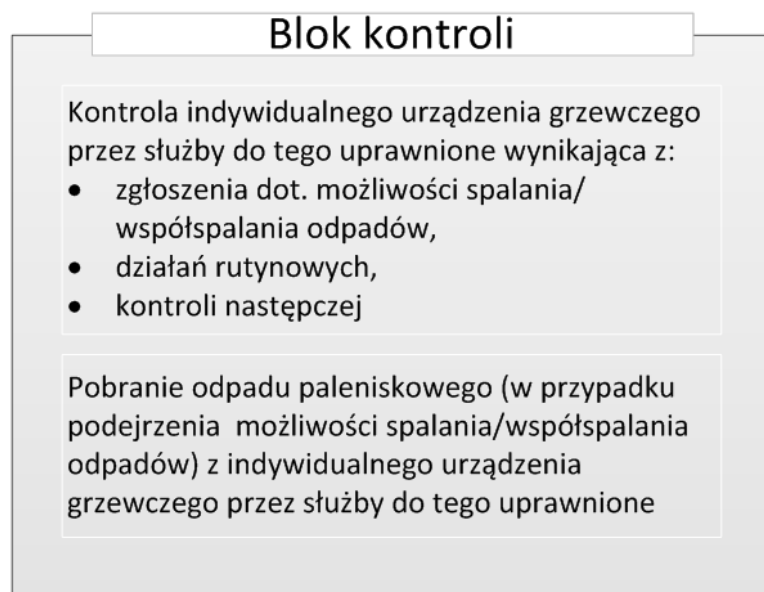 Blok kontroli
Kontrola indywidualnego urządzenia grzewczego
przez służby do tego uprawnione wynikająca z:
• zgłoszenia dot. możliwości spalania/
współspalania odpadów,
• działań rutynowych,
• kontroli następczej
Pobranie odpadu paleniskowego (w przypadku
podejrzenia możliwości spalania/współspalania
odpadów) z indywidualnego urządzenia
grzewczego przez służby do tego uprawnione